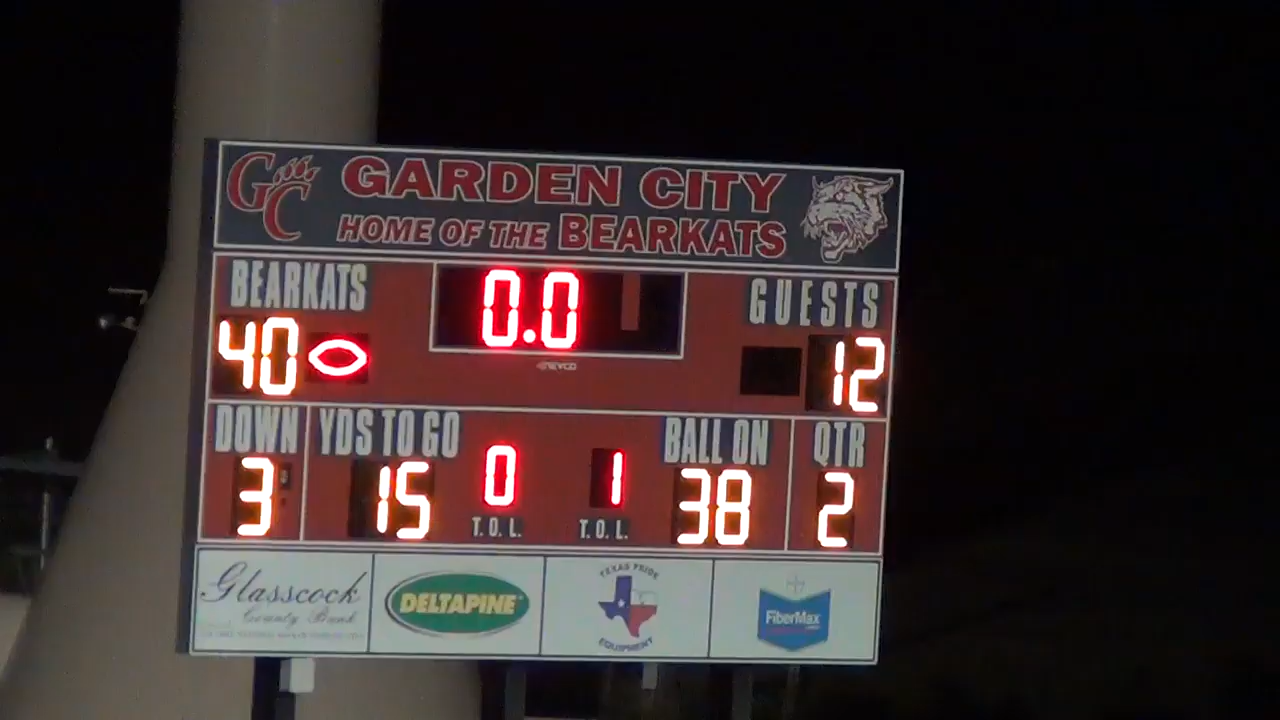 GC GARDEN CITY
HOME OF THE BEARKATS
BEARKATS 0.0 GUESTS
40 12
NEVCO
DOWN YDS TO GO BALL ON QTR
3 15 0 1 38 2
T.O.L. T.O.L.
Glasscock
County Bank
DELTAPINE
TEXAS PRIDE
EQUIPMENT
FiberMax